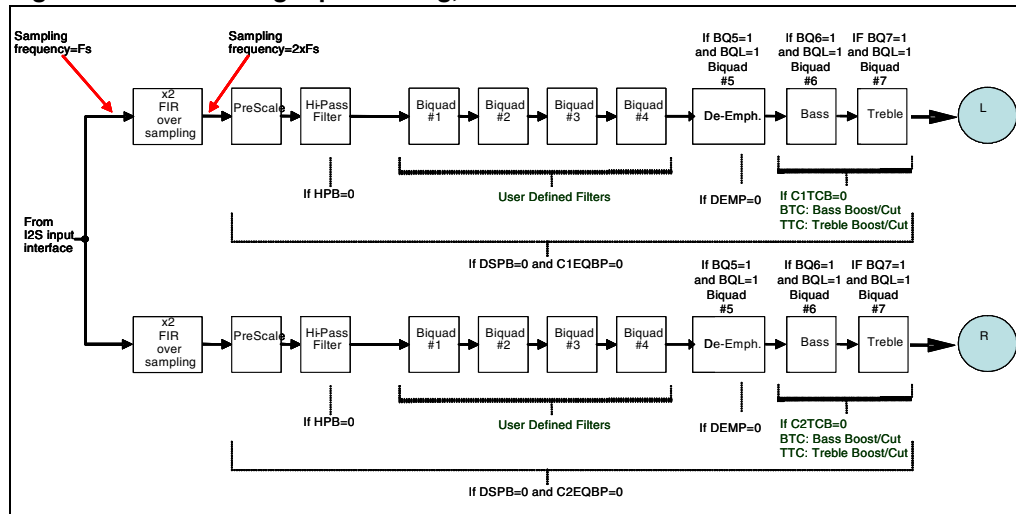 Sampling
frequency=Fs
Sampling
frequency=2xFs
If BQ5=1
and BQL=1
Biquad
#5
If BQ6=1
and BQL=1
Biquad
#6
IF BQ7=1
and BQL=1
Biquad
#7
x2
FIR
over
sampling
PreScale
Hi-Pass
Filter
Biquad
#1
Biquad
#2
Biquad
#3
Biquad
#4
De-Emph.
Bass
Treble
L
If HPB=0
User Defined Filters
If DEMP=0
If C1TCB=0
BTC: Bass Boost/Cut
TTC: Treble Boost/Cut
From
I2S input
interface
If DSPB=0 and C1EQBP=0
If BQ5=1
and BQL=1
Biquad
#5
If BQ6=1
and BQL=1
Biquad
#6
IF BQ7=1
and BQL=1
Biquad
#7
x2
FIR
over
sampling
PreScale
Hi-Pass
Filter
Biquad
#1
Biquad
#2
Biquad
#3
Biquad
#4
De-Emph.
Bass
Treble
R
If HPB=0
User Defined Filters
If DEMP=0
If C2TCB=0
BTC: Bass Boost/Cut
TTC: Treble Boost/Cut
If DSPB=0 and C2EQBP=0